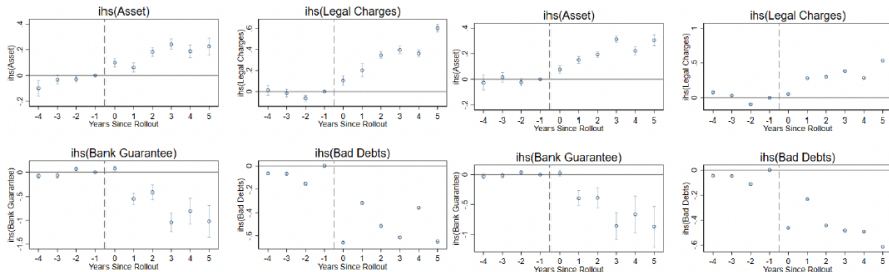 ihs(Asset)
ihs(Asset)
.4
.2
0
-.2
-4 -3 -2 -1 0 1 2 3 4 5
Years Since Rollout
ihs(Legal Charges)
ihs(Legal Charges)
.6
.4
.2
0
-4 -3 -2 -1 0 1 2 3 4 5
Years Since Rollout
ihs(Asset)
ihs(Asset)
.4
.2
0
-.2
-4 -3 -2 -1 0 1 2 3 4 5
Years Since Rollout
ihs(Legal Charges)
ihs(Legal Charges)
1
.5
0
-4 -3 -2 -1 0 1 2 3 4 5
Years Since Rollout
ihs(Bank Guarantee)
ihs(Bank Guarantee)
0
-.5
-1
-1.5
-4 -3 -2 -1 0 1 2 3 4 5
Years Since Rollout
ihs(Bad Debts)
ihs(Bad Debts)
0
-.2
-.4
-.6
-4 -3 -2 -1 0 1 2 3 4 5
Years Since Rollout
ihs(Bank Guarantee)
ihs(Bank Guarantee)
0
-.5
-1
-4 -3 -2 -1 0 1 2 3 4 5
Years Since Rollout
ihs(Bad Debts)
ihs(Bad Debts)
0
-.2
-.4
-.6
-4 -3 -2 -1 0 1 2 3 4 5
Years Since Rollout